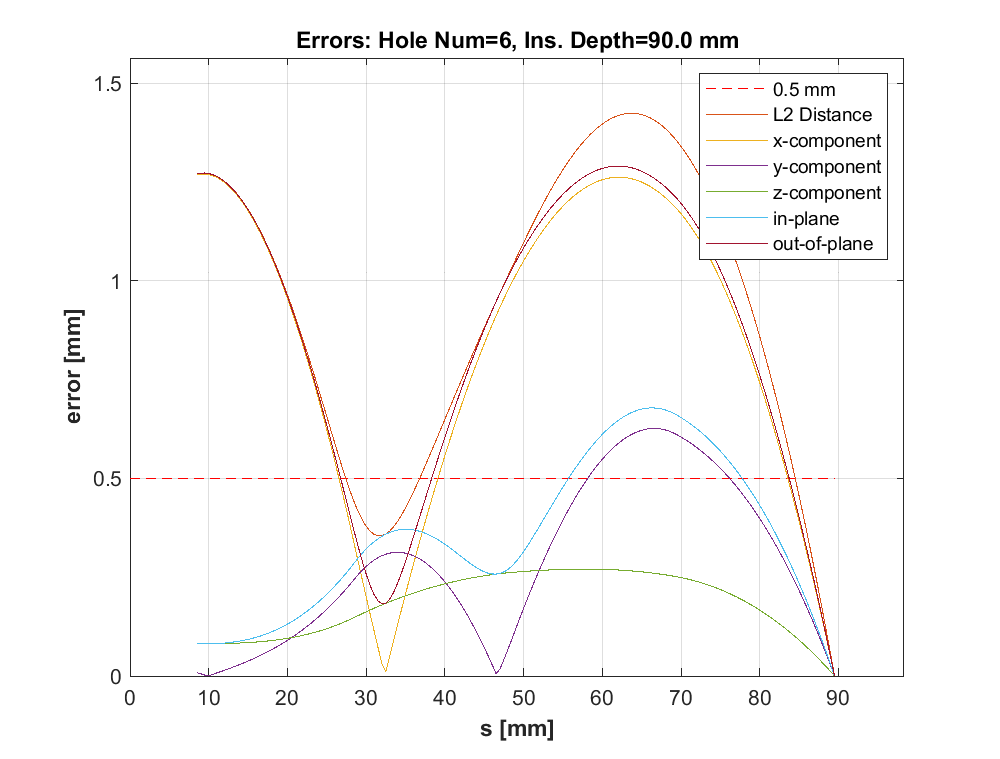 Errors: Hole Num=6, Ins. Depth=90.0 mm
1.5
1
0.5
0
error [mm]
0.5 mm
L2 Distance
x-component
y-component
z-component
in-plane
out-of-plane
0 10 20 30 40 50 60 70 80 90
s [mm]